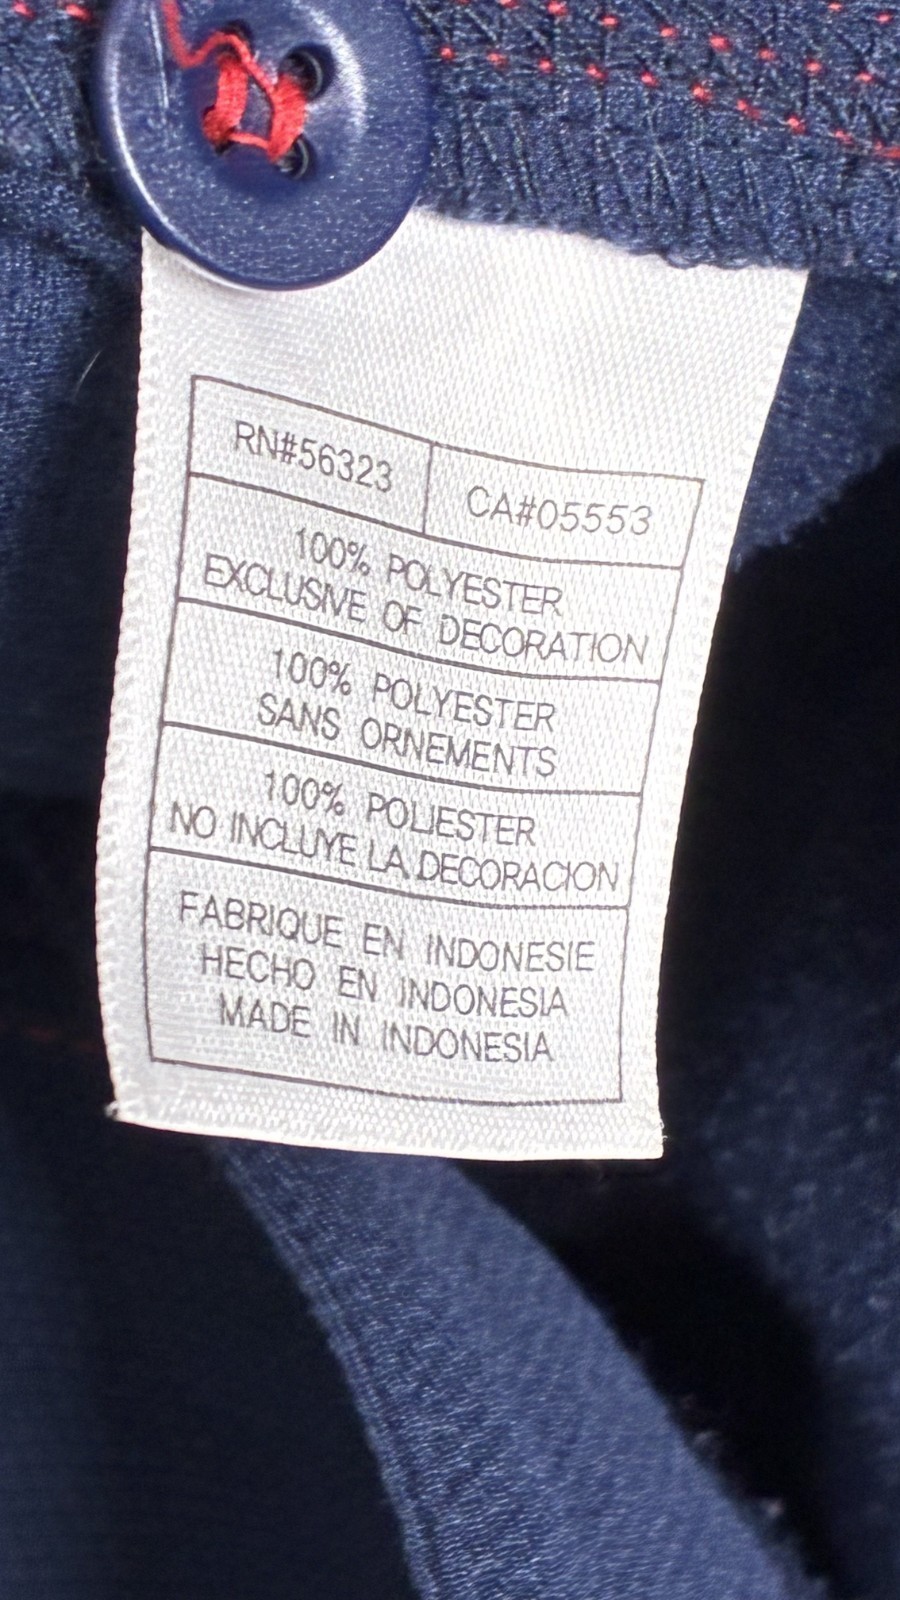 RN#56323
CA#05553
100% POLYESTER
EXCLUSIVE OF DECORATION
100% POLYESTER
SANS ORNEMENTS
100% POLIESTER
NO INCLUYE LA DECORACION
FABRIQUE EN INDONESIE
HECHO EN INDONESIA
MADE IN INDONESIA